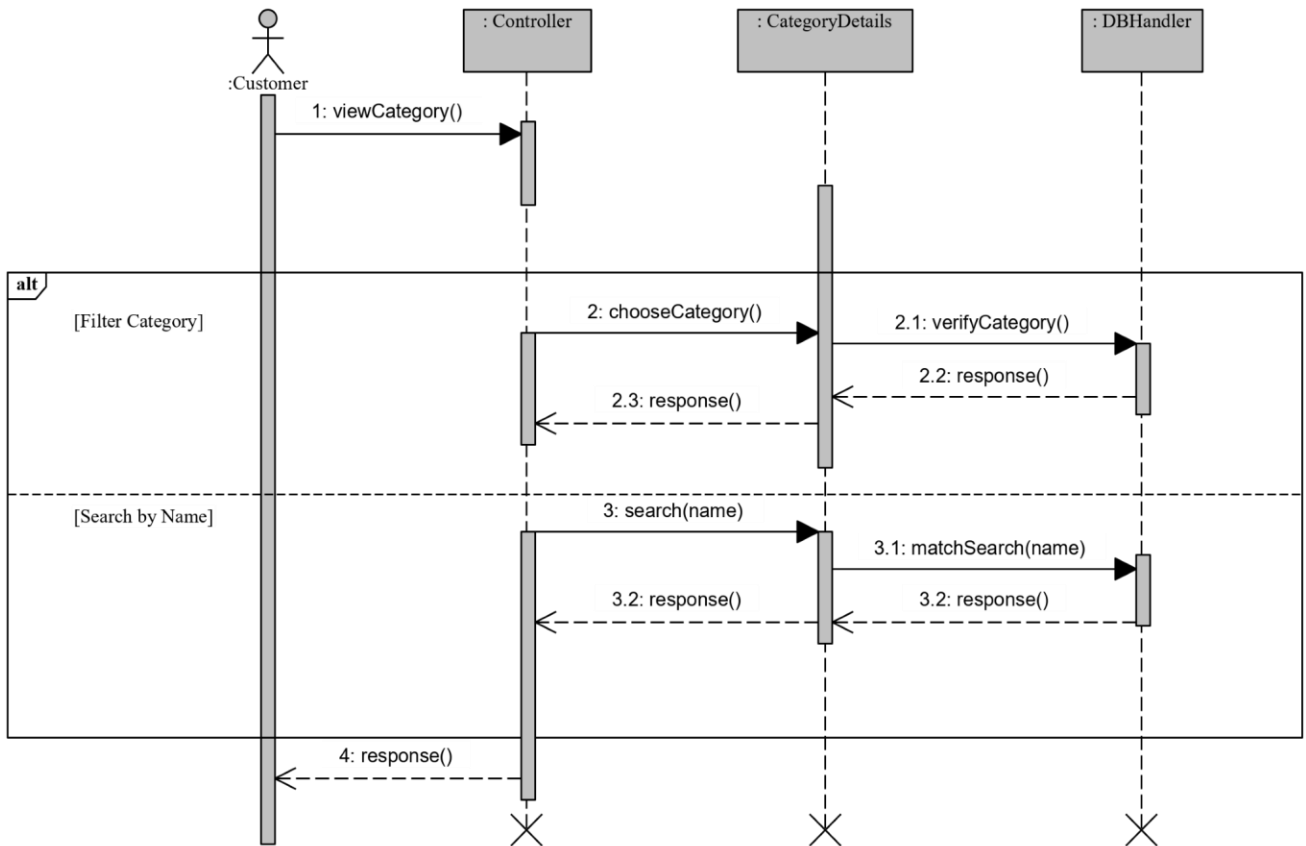 : Controller
: CategoryDetails
: DBHandler
:Customer
1: viewCategory()
alt
[Filter Category]
2: chooseCategory()
2.1: verifyCategory()
2.2: response()
2.3: response()
[Search by Name]
3: search(name)
3.1: matchSearch(name)
3.2: response()
3.2: response()
4: response()